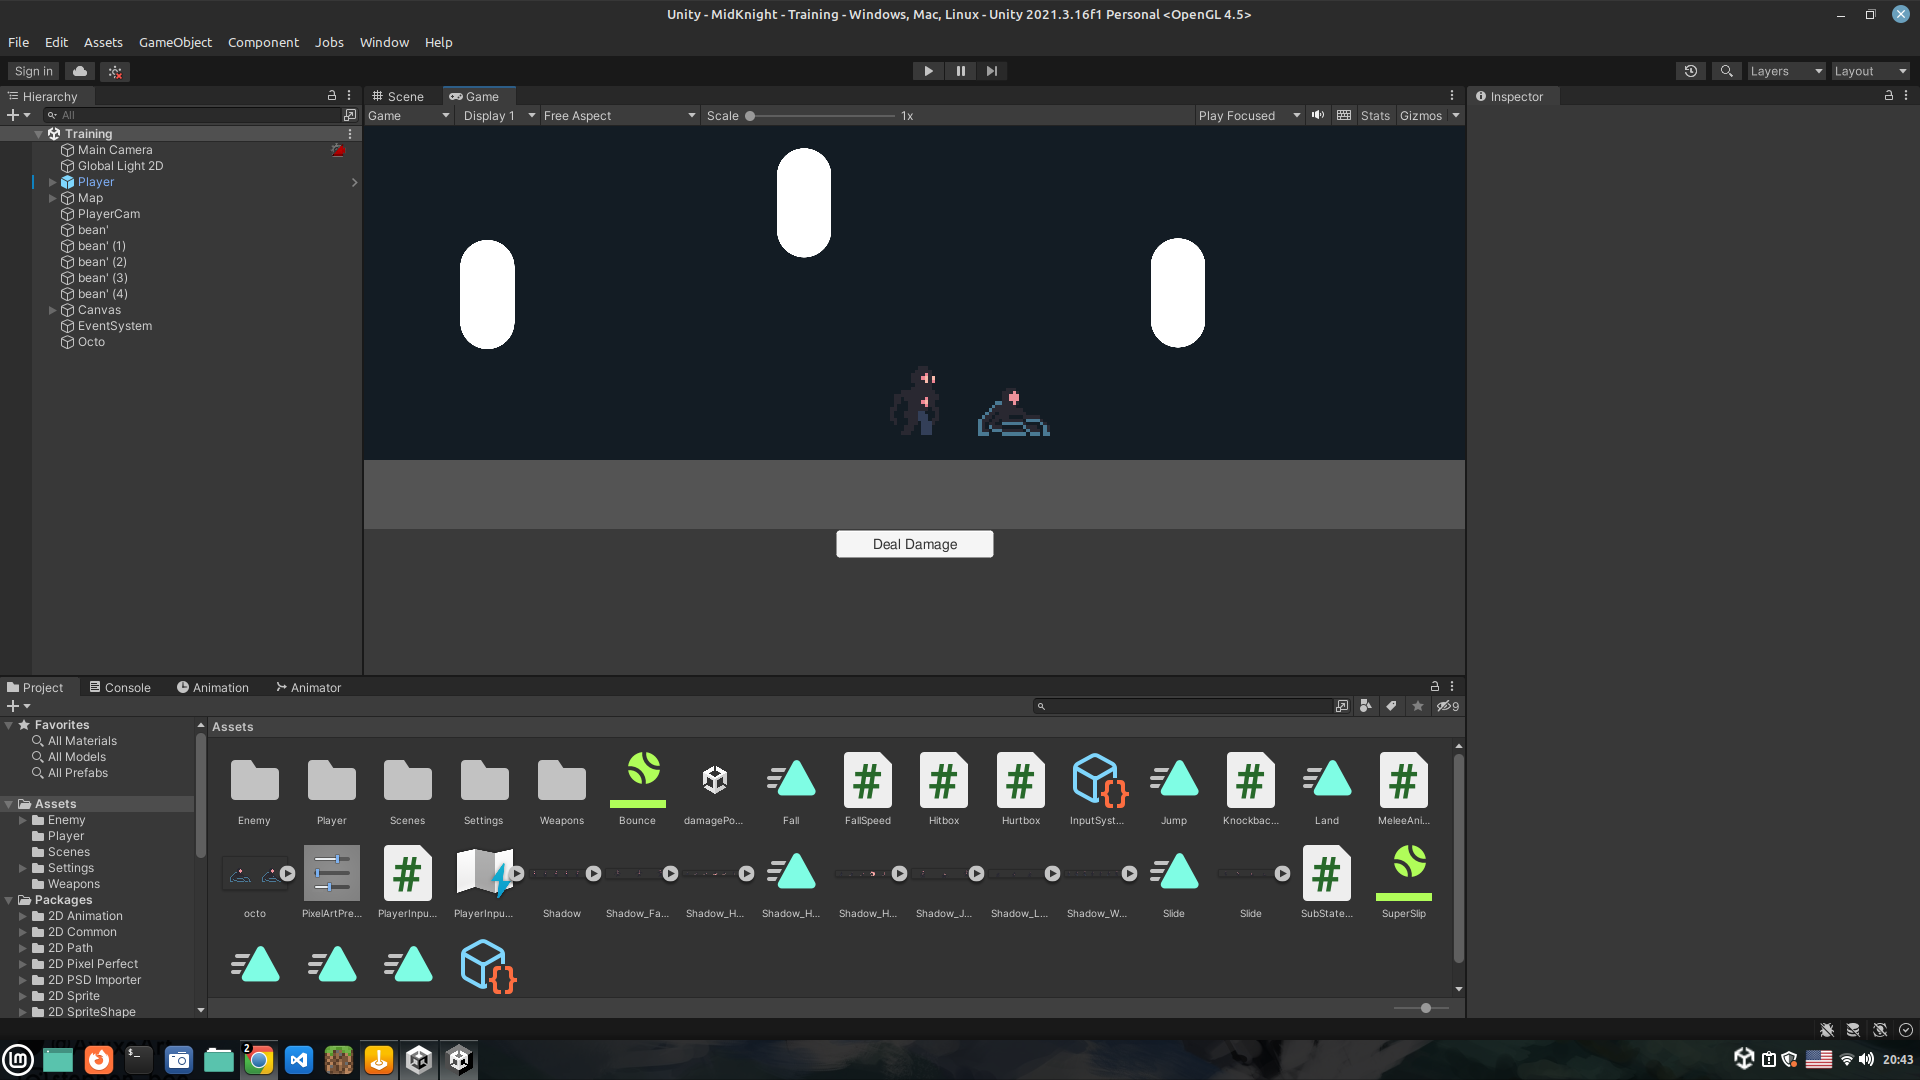 Unity - MidKnight - Training - Windows, Mac, Linux - Unity 2021.3.16f1 Personal <OpenGL 4.5>
File Edit Assets GameObject Component Jobs Window Help
Sign in
Layers Layout
Hierarchy
All
Training
Main Camera
Global Light 2D
Player
Map
PlayerCam
bean'
bean' (1)
bean' (2)
bean' (3)
bean' (4)
Canvas
EventSystem
Octo
Scene Game
Game Display 1 Free Aspect Scale 1x Play Focused Stats Gizmos
Deal Damage
Inspector
Project Console Animation Animator
9
Favorites
All Materials
All Models
All Prefabs
Assets
Enemy
Player
Scenes
Settings
Weapons
Packages
2D Animation
2D Common
2D Path
2D Pixel Perfect
2D PSD Importer
2D Sprite
2D SpriteShape
Assets
Enemy Player Scenes Settings Weapons Bounce damagePo... Fall FallSpeed Hitbox Hurtbox InputSyst... Jump Knockbac... Land MeleeAni...
octo PixelArtPre... PlayerInpu... PlayerInpu... Shadow Shadow_Fa... Shadow_H... Shadow_H... Shadow_H... Shadow_J... Shadow_L... Shadow_W... Slide Slide SubState... SuperSlip
2
20:43